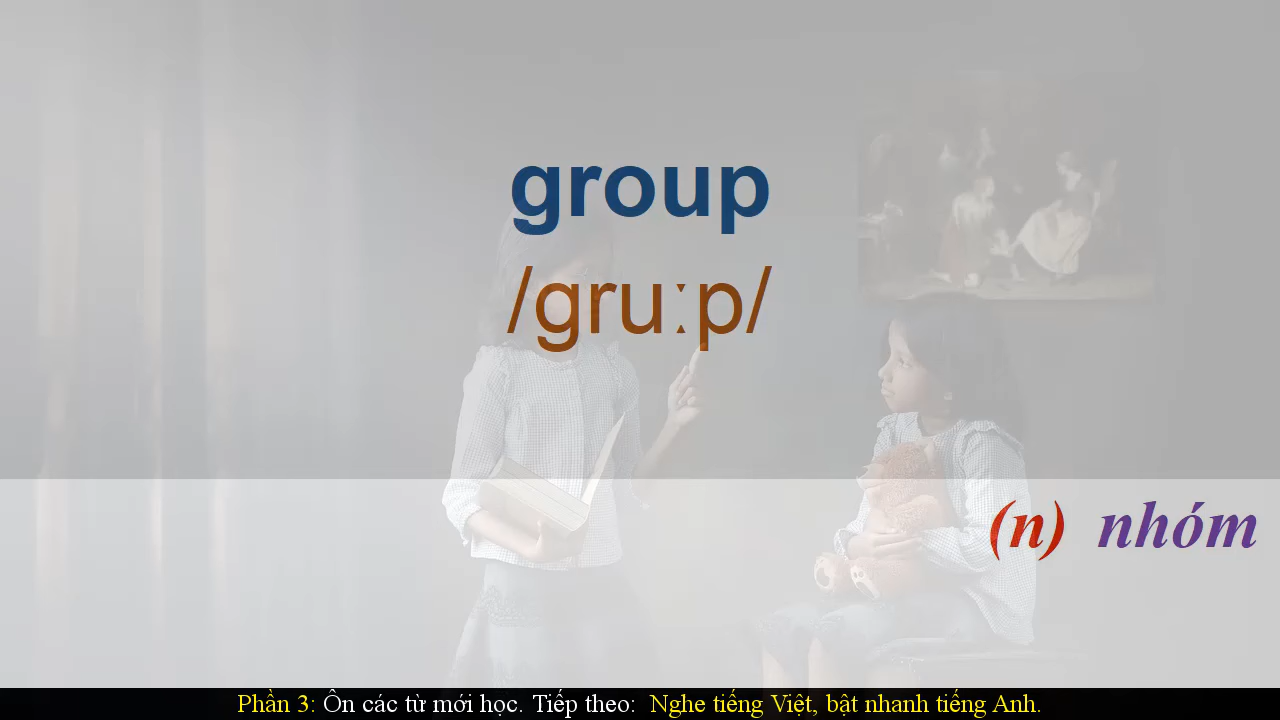 group
/gruːp/
(n) nhóm
Phần 3: Ôn các từ mới học. Tiếp theo: Nghe tiếng Việt, bật nhanh tiếng Anh.